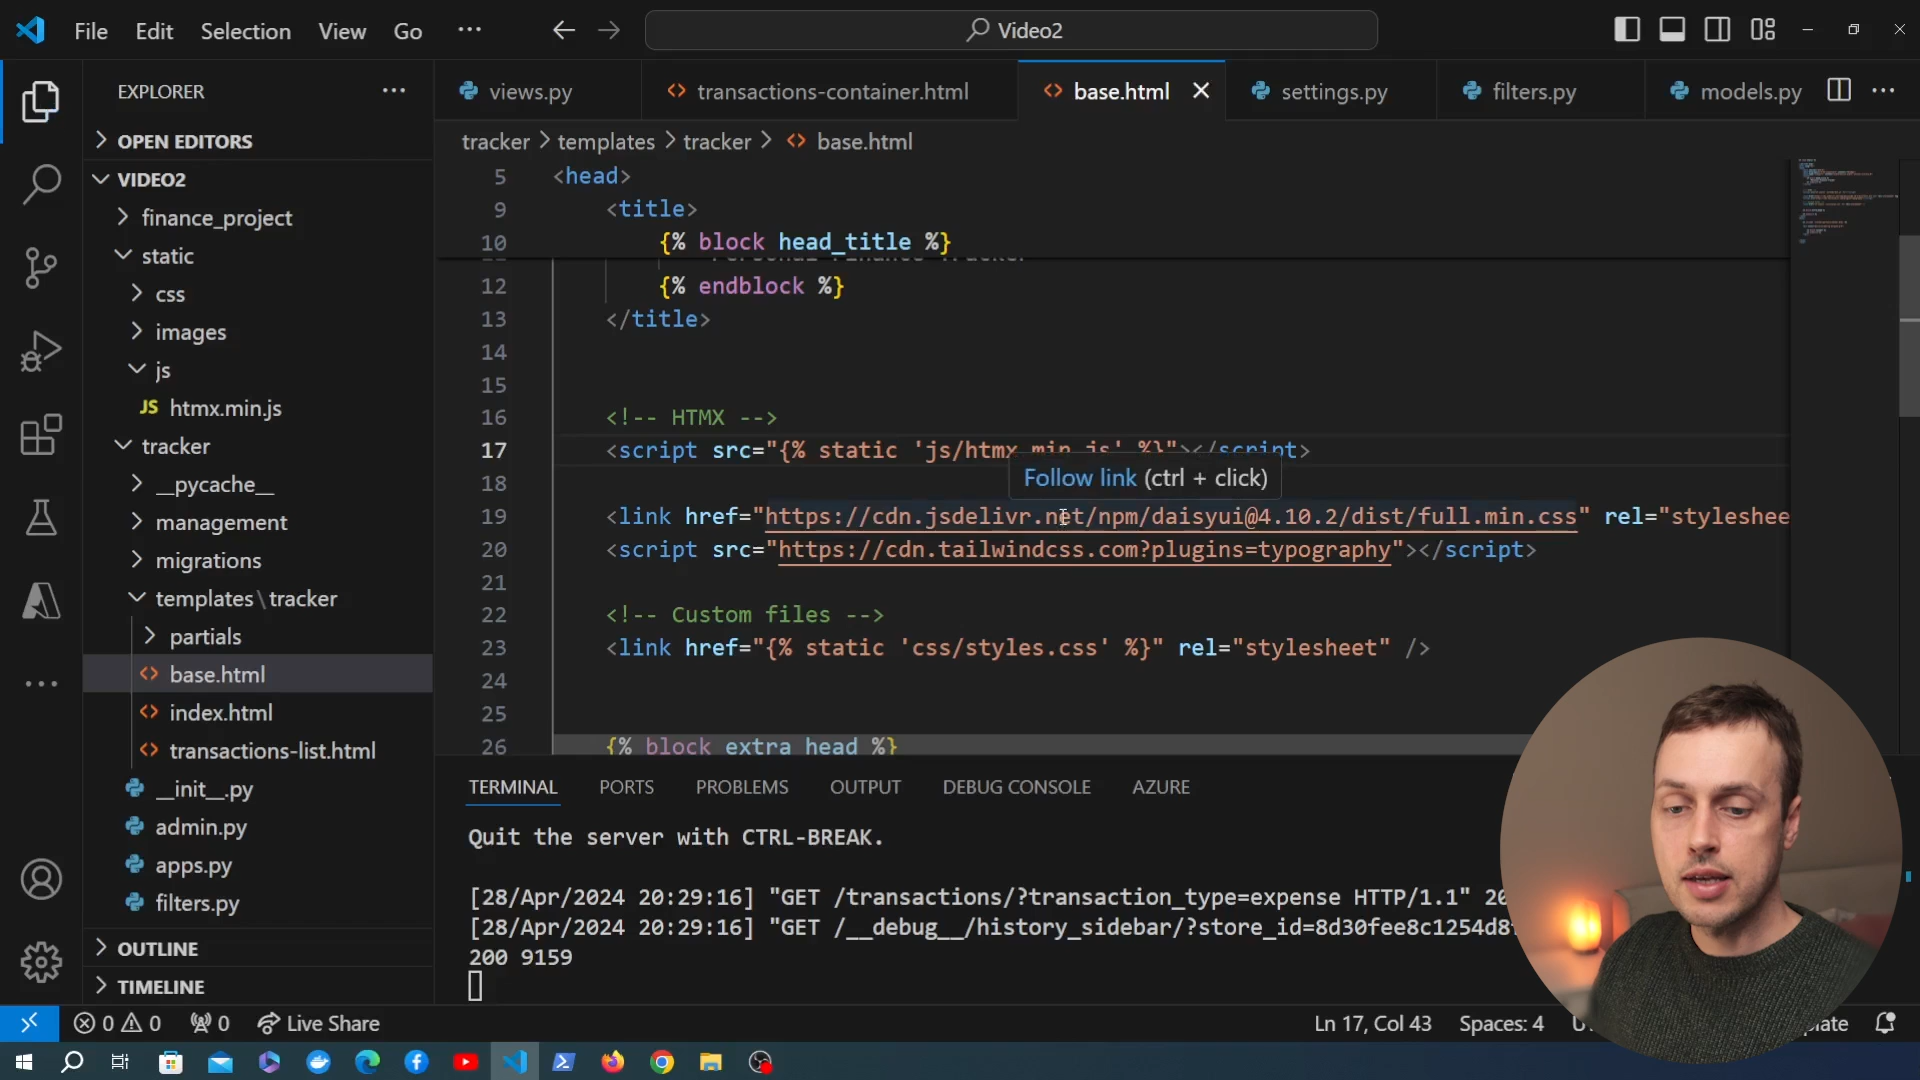 File Edit Selection View Go ···
Video2
EXPLORER ···
OPEN EDITORS
VIDEO2
finance_project
static
css
images
js
JS htmx.min.js
tracker
__pycache__
management
migrations
templates\tracker
partials
<> base.html
<> index.html
<> transactions-list.html
__init__.py
admin.py
apps.py
filters.py
OUTLINE
TIMELINE
views.py <> transactions-container.html <> base.html settings.py filters.py models.py ···
tracker > templates > tracker > <> base.html
5 <head>
9 <title>
10 {% block head_title %}
12 {% endblock %}
13 </title>
14
15
16 <!-- HTMX -->
17 <script src="{% static 'js/htmx.min.js' %}"></script>
Follow link (ctrl + click)
18
19 <link href="https://cdn.jsdelivr.net/npm/daisyui@4.10.2/dist/full.min.css" rel="styleshee
20 <script src="https://cdn.tailwindcss.com?plugins=typography"></script>
21
22 <!-- Custom files -->
23 <link href="{% static 'css/styles.css' %}" rel="stylesheet" />
24
25
26 {% block extra_head %}
TERMINAL PORTS PROBLEMS OUTPUT DEBUG CONSOLE AZURE
Quit the server with CTRL-BREAK.
[28/Apr/2024 20:29:16] "GET /transactions/?transaction_type=expense HTTP/1.1" 20
[28/Apr/2024 20:29:16] "GET /__debug__/history_sidebar/?store_id=8d30fee8c1254d8
200 9159
0 0 0 Live Share
Ln 17, Col 43 Spaces: 4